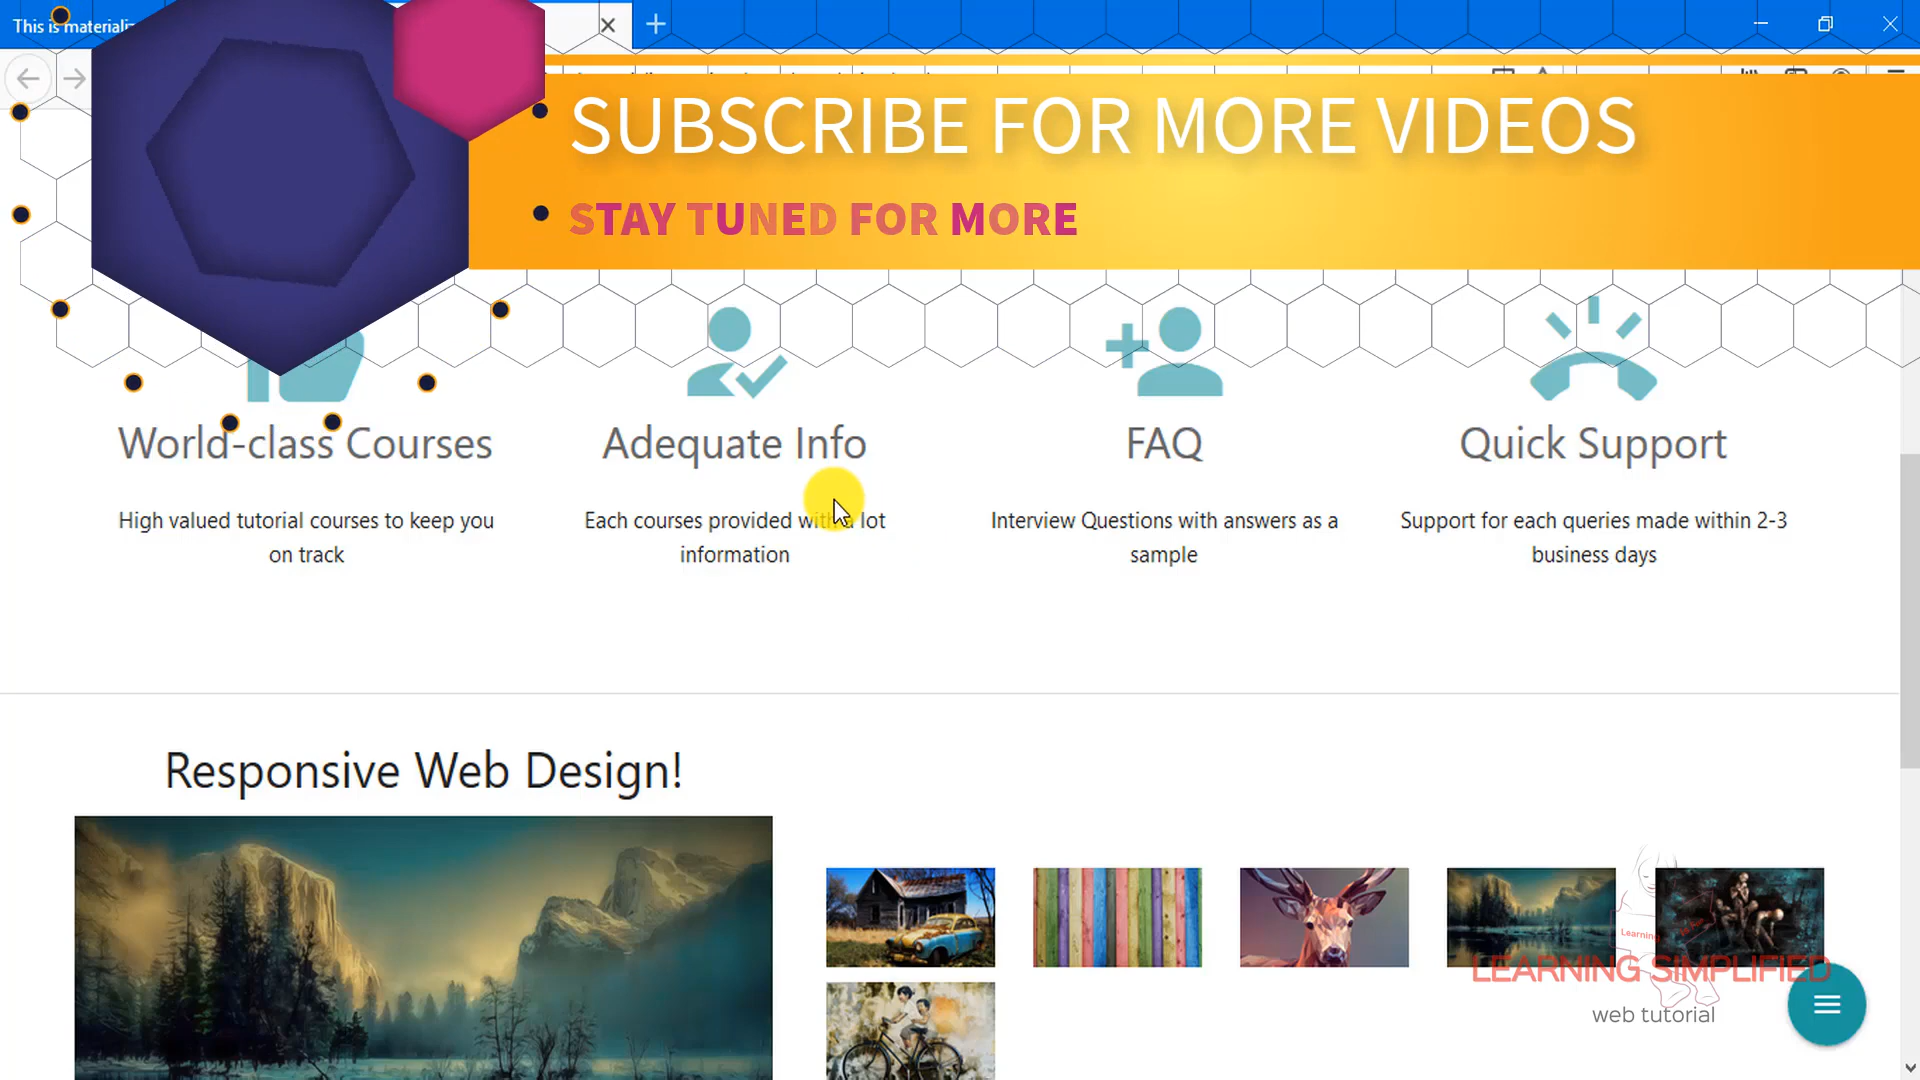 This is materializ
SUBSCRIBE FOR MORE VIDEOS
STAY TUNED FOR MORE
World-class Courses
Adequate Info
FAQ
Quick Support
High valued tutorial courses to keep you
on track
Each courses provided with a lot
information
Interview Questions with answers as a
sample
Support for each queries made within 2-3
business days
Responsive Web Design!
Learning
LEARNING SIMPLIFIED
web tutorial